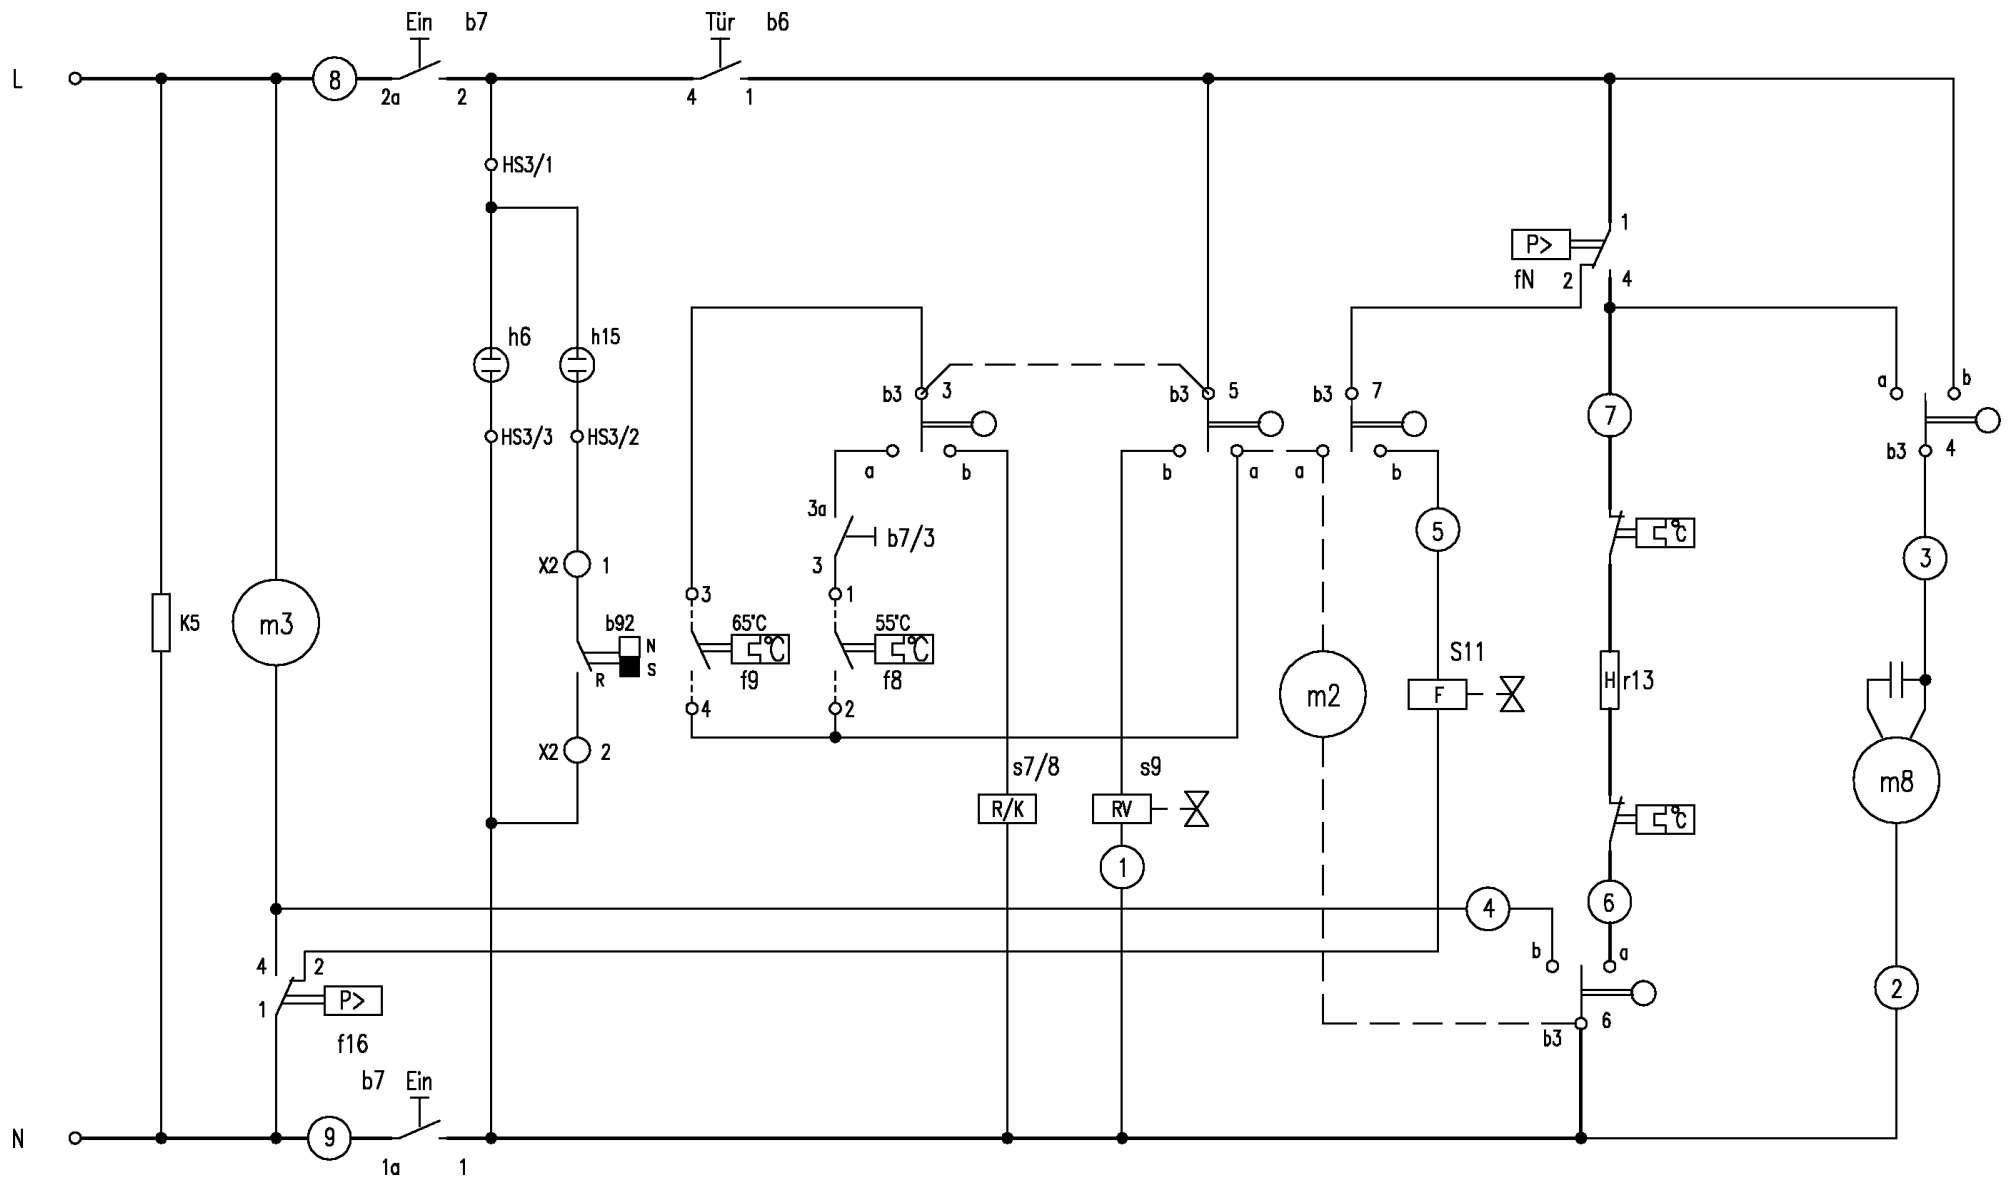 Ein b7 Tür b6
L 8
2a 2 4 1
HS3/1
1
P>
fN 2 4
h6 h15
a b
b3 3 b3 5 b3 7
7
HS3/3 HS3/2
b3 4
a b b a a b
3a
b7/3 5 °C
3 3
X2 1
3 1
K5 m3 b92 65°C 55°C
N °C °C
S11
R S f9 f8 m2 F H r13
4 2
X2 2 s7/8 s9
m8
R/K RV °C
1
4 6
4 2 b a
2
1 P> 6
f16 b3
b7 Ein
N 9
1a 1